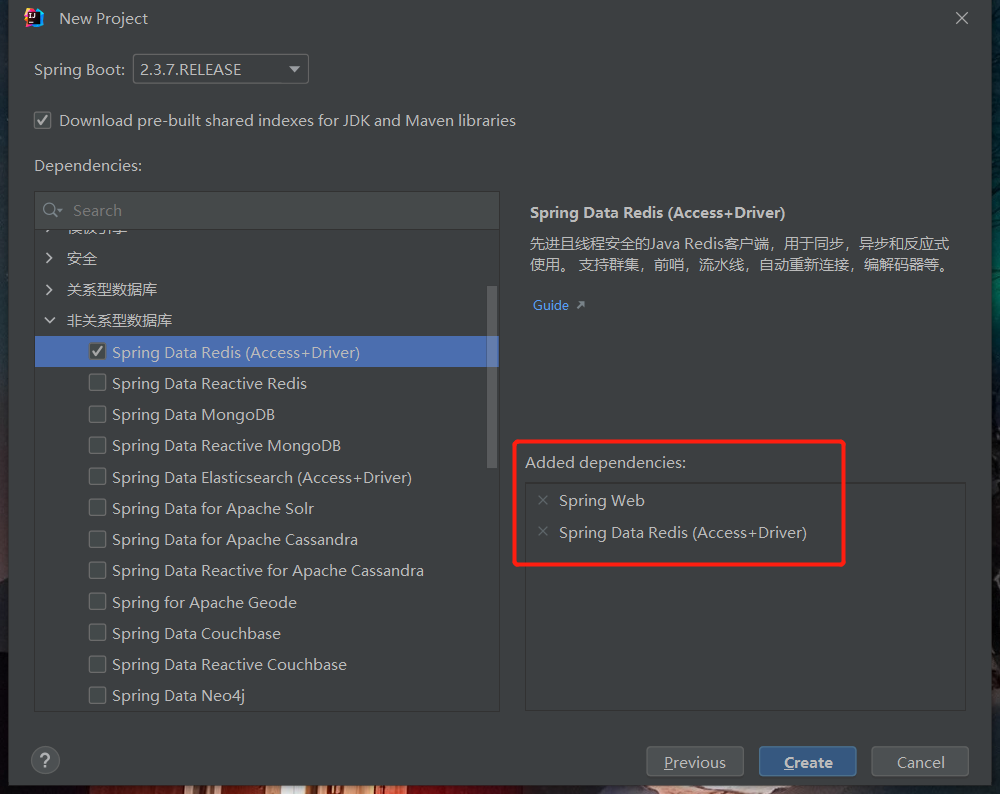 New Project
Spring Boot: 2.3.7.RELEASE
Download pre-built shared indexes for JDK and Maven libraries
Dependencies:
Search
模板引擎
安全
关系型数据库
非关系型数据库
Spring Data Redis (Access+Driver)
Spring Data Reactive Redis
Spring Data MongoDB
Spring Data Reactive MongoDB
Spring Data Elasticsearch (Access+Driver)
Spring Data for Apache Solr
Spring Data for Apache Cassandra
Spring Data Reactive for Apache Cassandra
Spring for Apache Geode
Spring Data Couchbase
Spring Data Reactive Couchbase
Spring Data Neo4j
Spring Data Redis (Access+Driver)
先进且线程安全的Java Redis客户端，用于同步，异步和反应式
使用。 支持群集，前哨，流水线，自动重新连接，编解码器等。
Guide
Added dependencies:
Spring Web
Spring Data Redis (Access+Driver)
?
Previous
Create
Cancel